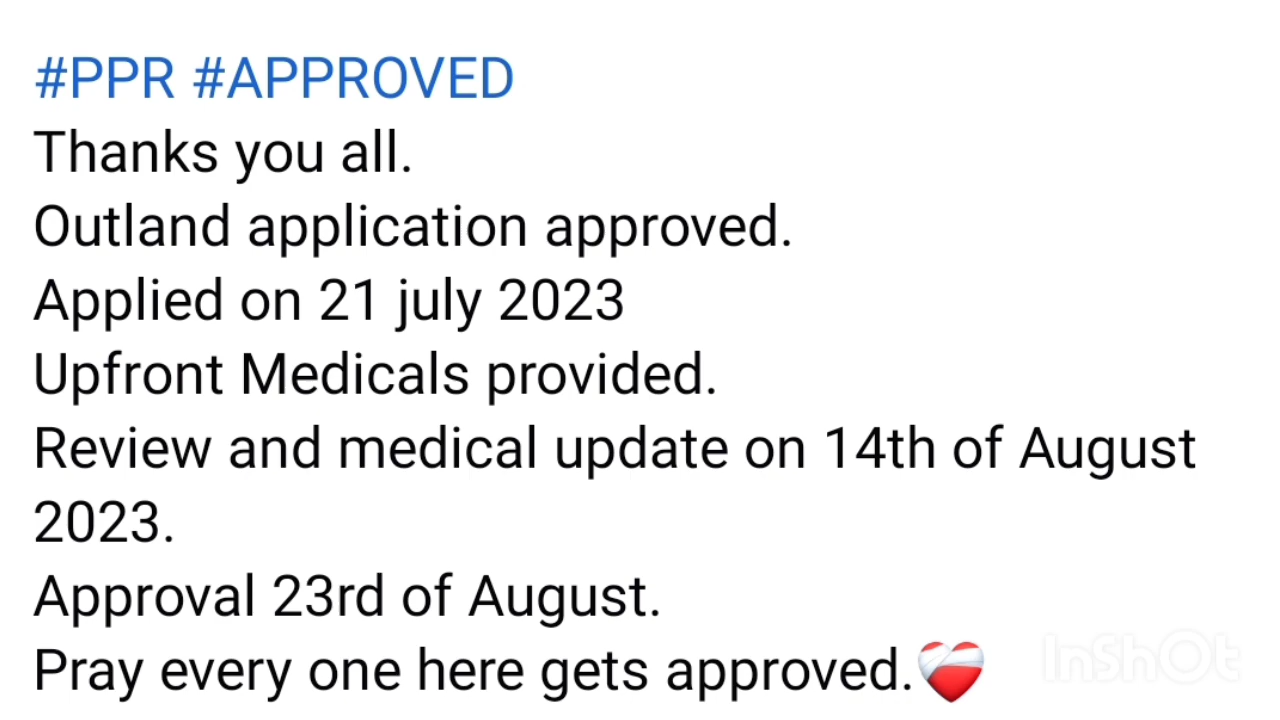 #PPR #APPROVED
Thanks you all.
Outland application approved.
Applied on 21 july 2023
Upfront Medicals provided.
Review and medical update on 14th of August
2023.
Approval 23rd of August.
Pray every one here gets approved.❤️‍🩹
InShOt